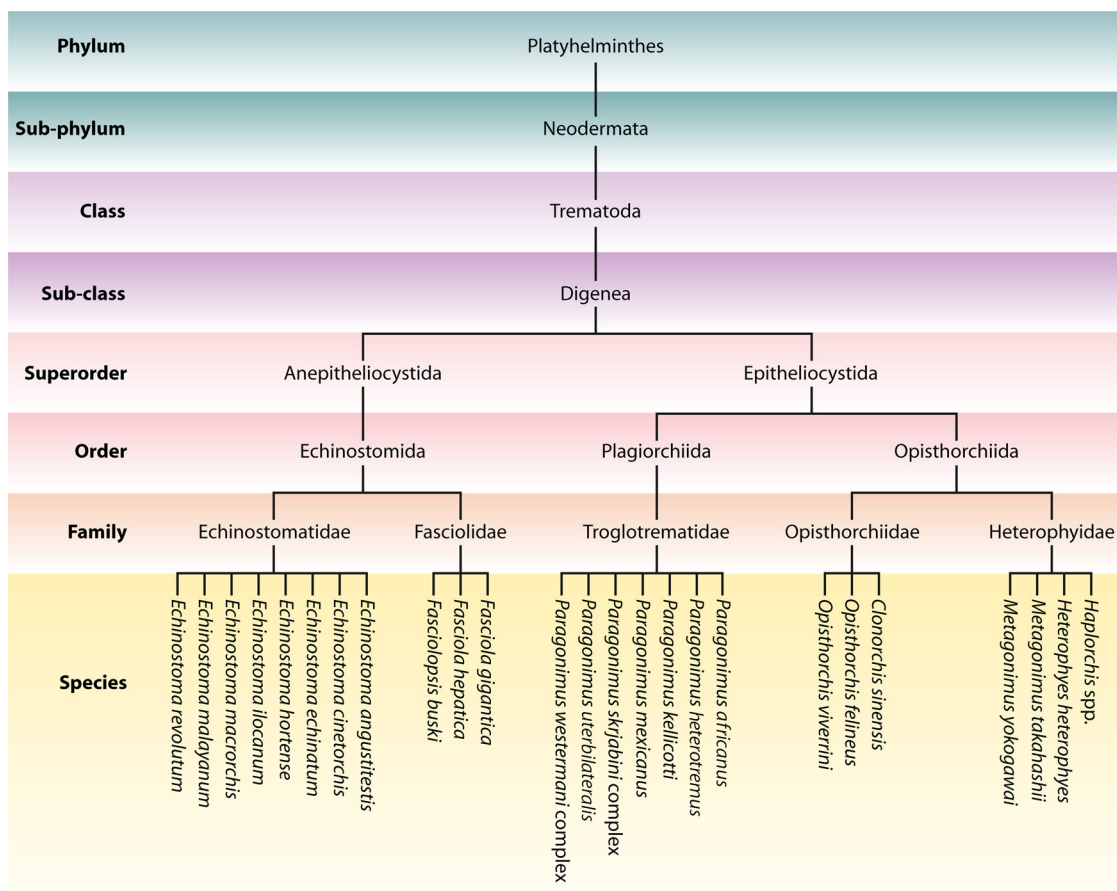 Phylum
Platyhelminthes
Sub-phylum
Neodermata
Class
Trematoda
Sub-class
Digenea
Superorder
Anepitheliocystida
Epitheliocystida
Order
Echinostomida
Plagiorchiida
Opisthorchiida
Family
Echinostomatidae
Fasciolidae
Troglotrematidae
Opisthorchiidae
Heterophyidae
Species
Echinostoma revolutum
Echinostoma malayanum
Echinostoma macrorchis
Echinostoma ilocanum
Echinostoma hortense
Echinostoma echinatum
Echinostoma cinetorchis
Echinostoma angustitestis
Fasciolopsis buski
Fasciola hepatica
Fasciola gigantica
Paragonimus westermani complex
Paragonimus uterbilateralis
Paragonimus skrjabini complex
Paragonimus mexicanus
Paragonimus kellicotti
Paragonimus heterotremus
Paragonimus africanus
Opisthorchis viverrini
Opisthorchis felineus
Clonorchis sinensis
Metagonimus yokogawai
Metagonimus takahashii
Heterophyes heterophyes
Haplorchis spp.